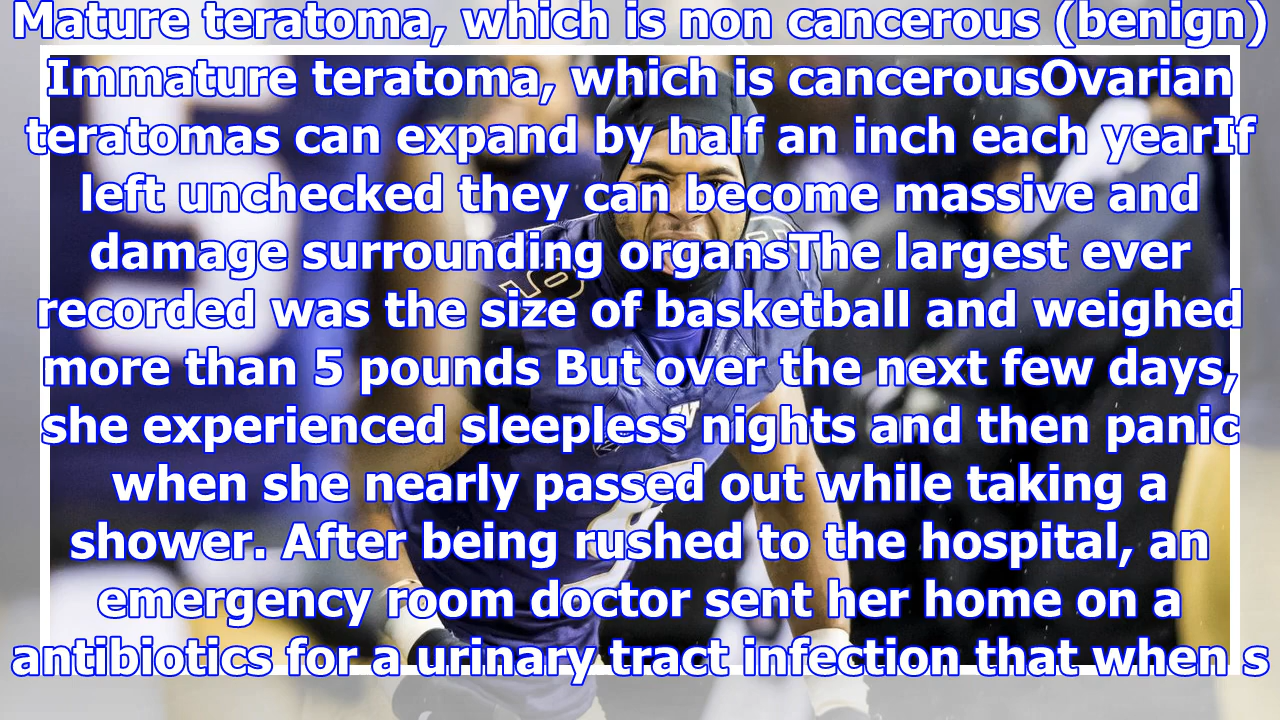 Mature teratoma, which is non cancerous (benign)
Immature teratoma, which is cancerousOvarian
teratomas can expand by half an inch each yearIf
left unchecked they can become massive and
damage surrounding organsThe largest ever
recorded was the size of basketball and weighed
more than 5 pounds But over the next few days,
she experienced sleepless nights and then panic
when she nearly passed out while taking a
shower. After being rushed to the hospital, an
emergency room doctor sent her home on a
antibiotics for a urinary tract infection that when s